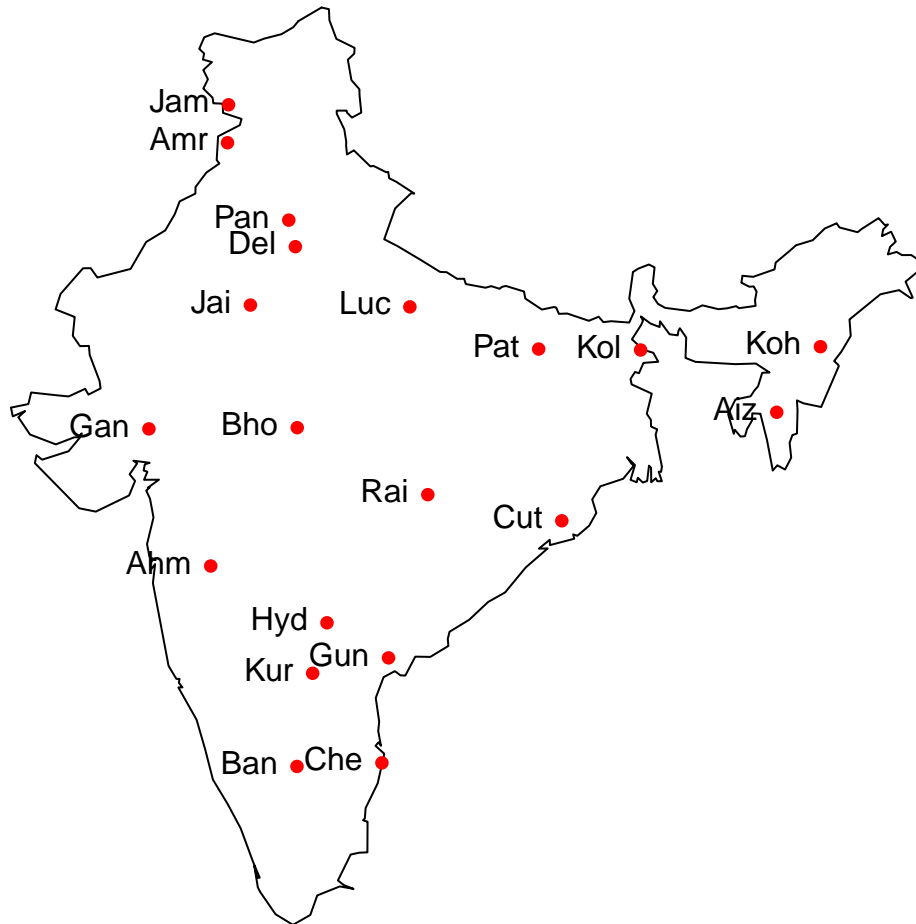 Jam
Amr
Pan
Del
Jai
Luc
Pat
Kol
Koh
Aiz
Gan
Bho
Rai
Cut
Ahm
Hyd
Gun
Kur
Ban
Che